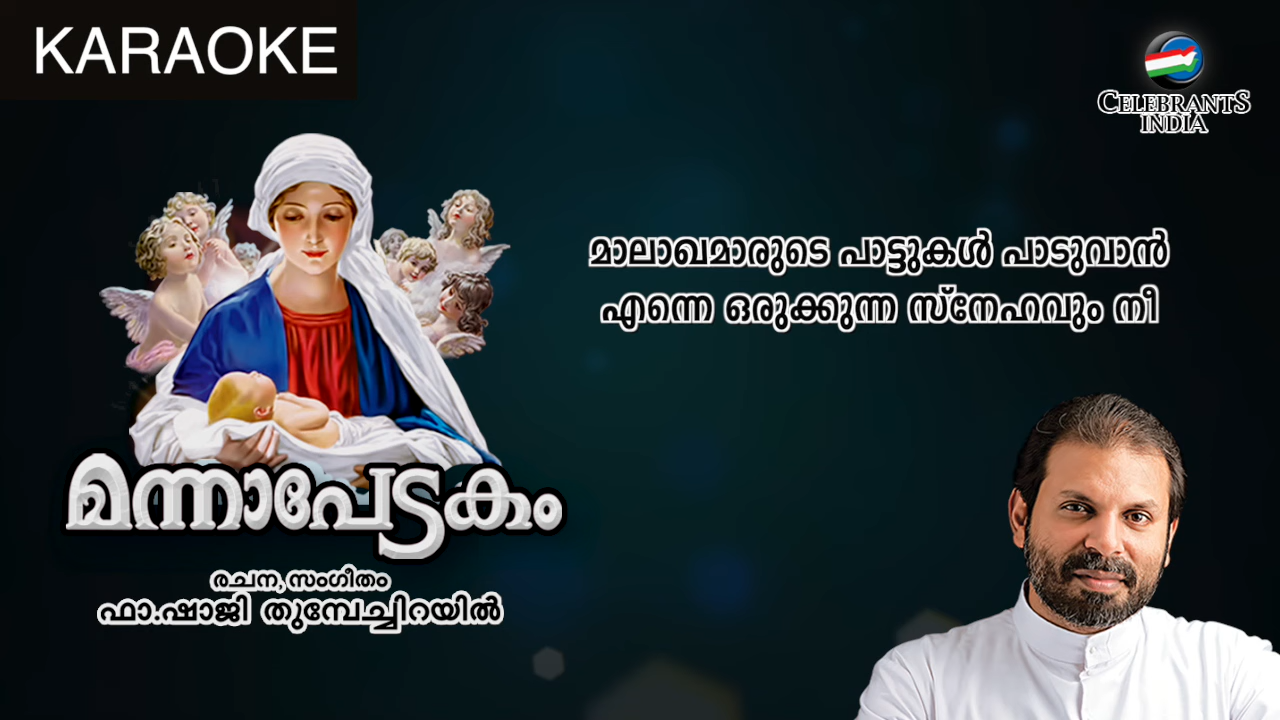 KARAOKE
CELEBRANTS
INDIA
മാലാഖമാരുടെ പാട്ടുകൾ പാടുവാൻ
എന്നെ ഒരുക്കുന്ന സ്നേഹവും നീ
മന്നാപേടകം
രചന, സംഗീതം
ഫാ.ഷാജി തുമ്പേച്ചിറയിൽ